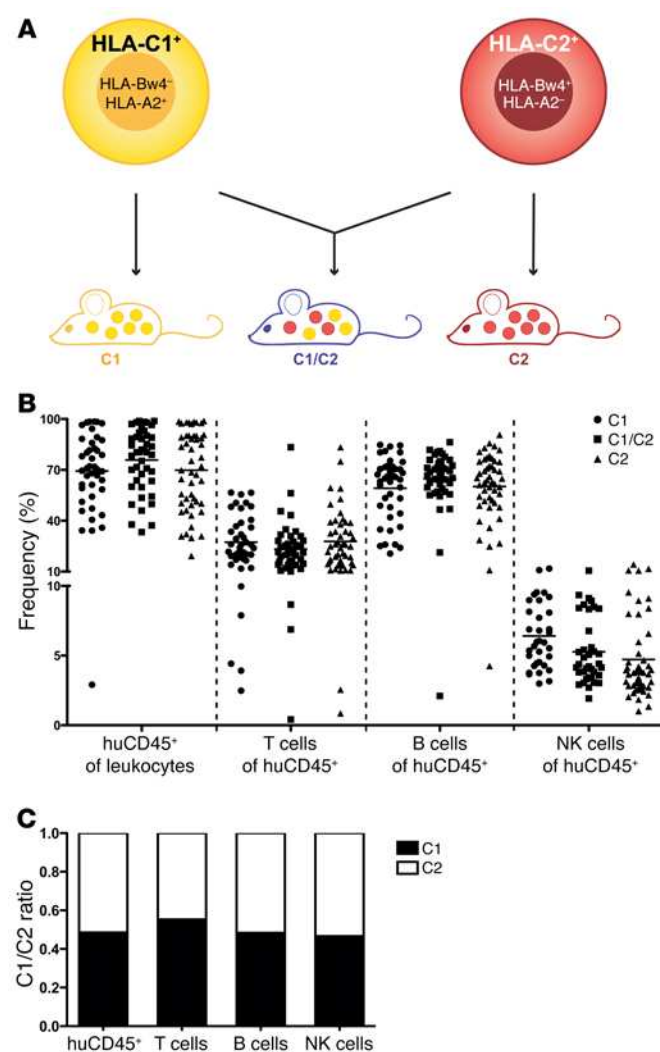 A
HLA-C1⁺
HLA-Bw4⁻
HLA-A2⁺
HLA-C2⁺
HLA-Bw4⁺
HLA-A2⁻
C1
C1/C2
C2
B
C1
C1/C2
C2
Frequency (%)
100
70
40
10
10
5
0
huCD45⁺
of leukocytes
T cells
of huCD45⁺
B cells
of huCD45⁺
NK cells
of huCD45⁺
C
C1
C2
C1/C2 ratio
1.0
0.8
0.6
0.4
0.2
0.0
huCD45⁺
T cells
B cells
NK cells